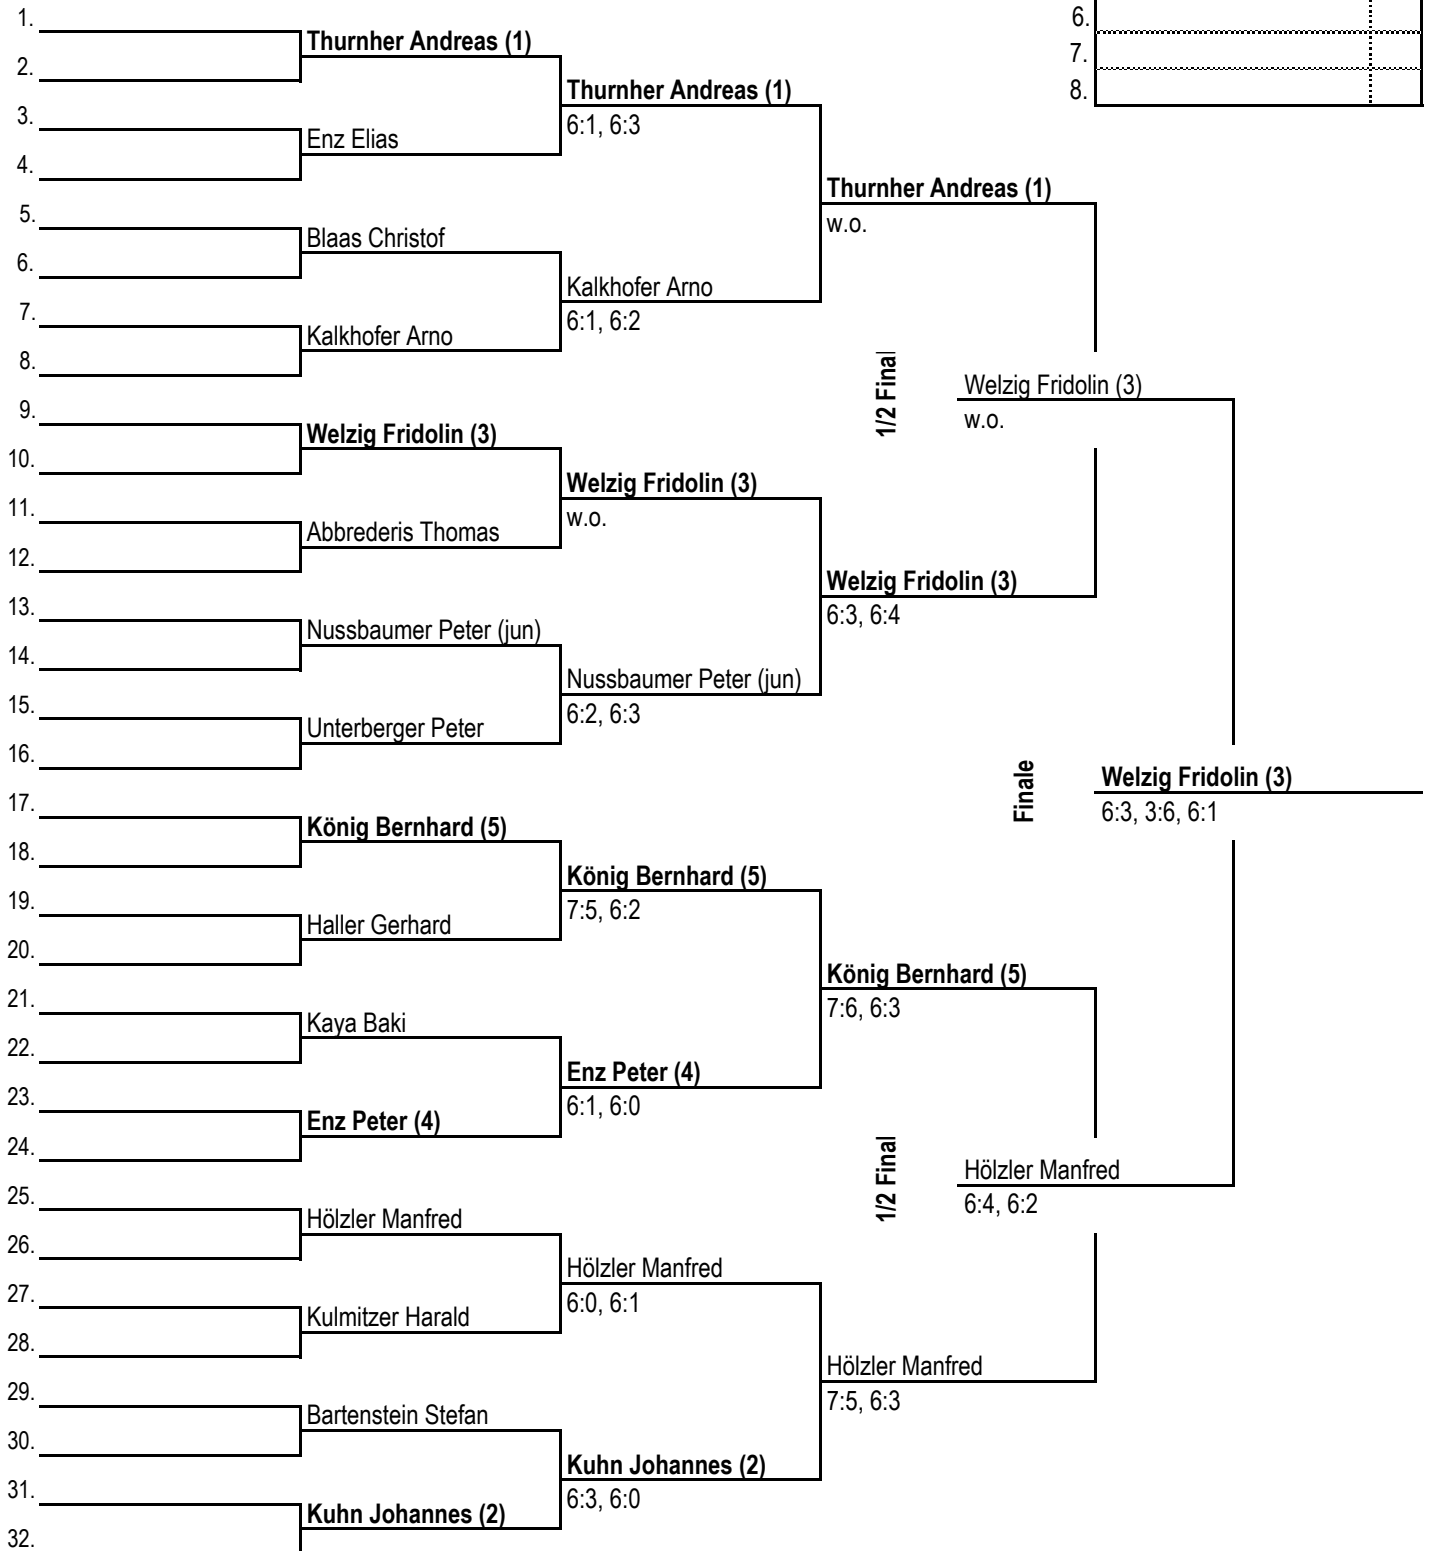 1.
2.
3.
4.
5.
6.
7.
8.
9.
10.
11.
12.
13.
14.
15.
16.
17.
18.
19.
20.
21.
22.
23.
24.
25.
26.
27.
28.
29.
30.
31.
32.
Thurnher Andreas (1)
Enz Elias
Blaas Christof
Kalkhofer Arno
Welzig Fridolin (3)
Abbrederis Thomas
Nussbaumer Peter (jun)
Unterberger Peter
König Bernhard (5)
Haller Gerhard
Kaya Baki
Enz Peter (4)
Hölzler Manfred
Kulmitzer Harald
Bartenstein Stefan
Kuhn Johannes (2)
Thurnher Andreas (1)
6:1, 6:3
Kalkhofer Arno
6:1, 6:2
Welzig Fridolin (3)
w.o.
Nussbaumer Peter (jun)
6:2, 6:3
König Bernhard (5)
7:5, 6:2
Enz Peter (4)
6:1, 6:0
Hölzler Manfred
6:0, 6:1
Kuhn Johannes (2)
6:3, 6:0
Thurnher Andreas (1)
w.o.
Welzig Fridolin (3)
6:3, 6:4
König Bernhard (5)
7:6, 6:3
Hölzler Manfred
7:5, 6:3
1/2 Final
Welzig Fridolin (3)
w.o.
1/2 Final
Hölzler Manfred
6:4, 6:2
Finale
Welzig Fridolin (3)
6:3, 3:6, 6:1
6.
7.
8.